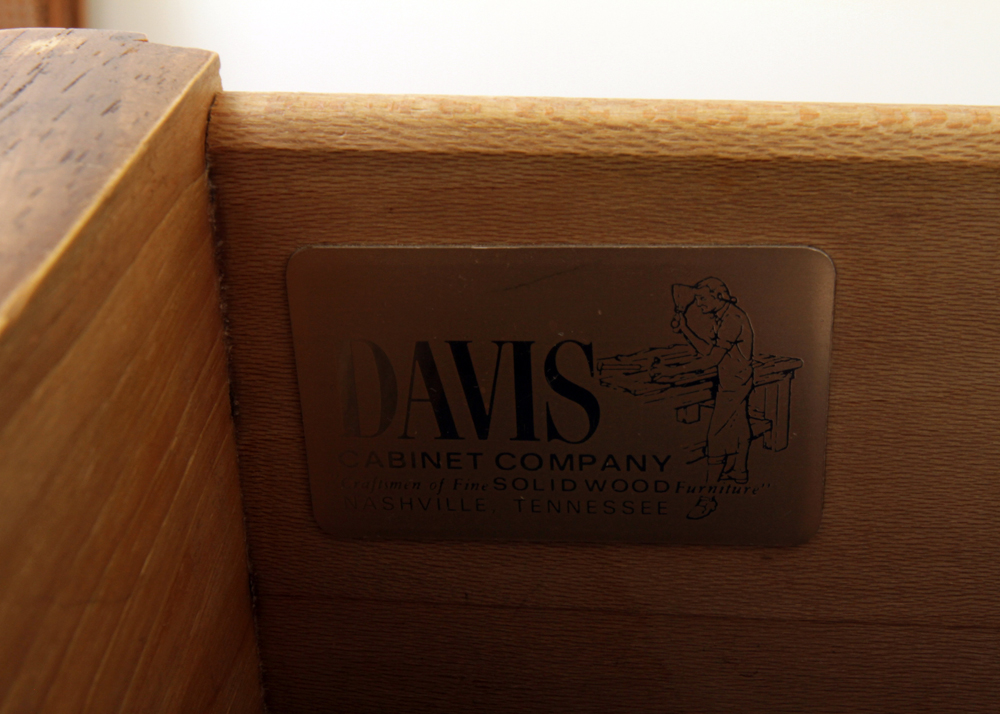 DAVIS
CABINET COMPANY
Craftsmen of Fine SOLID WOOD Furniture"
NASHVILLE, TENNESSEE